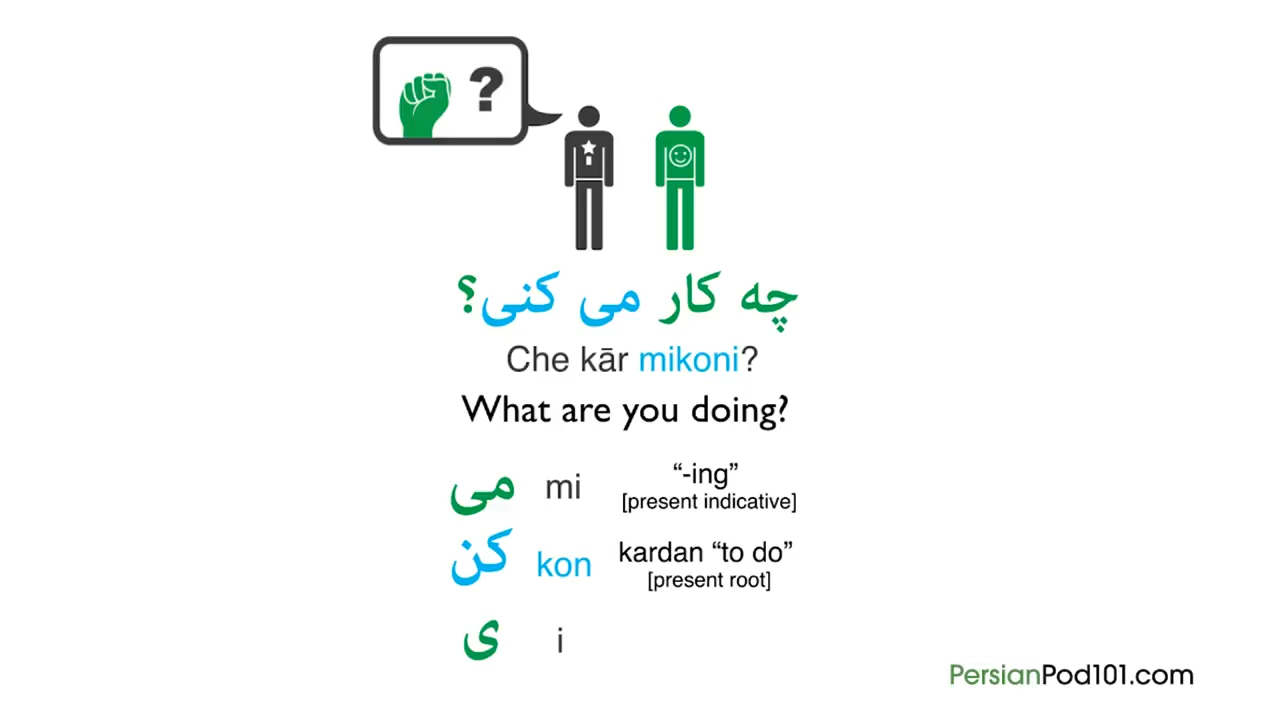 ?
چه کار می کنی؟
Che kār mikoni?
What are you doing?
می mi “-ing”
[present indicative]
کن kon kardan “to do”
[present root]
ی i
PersianPod101.com